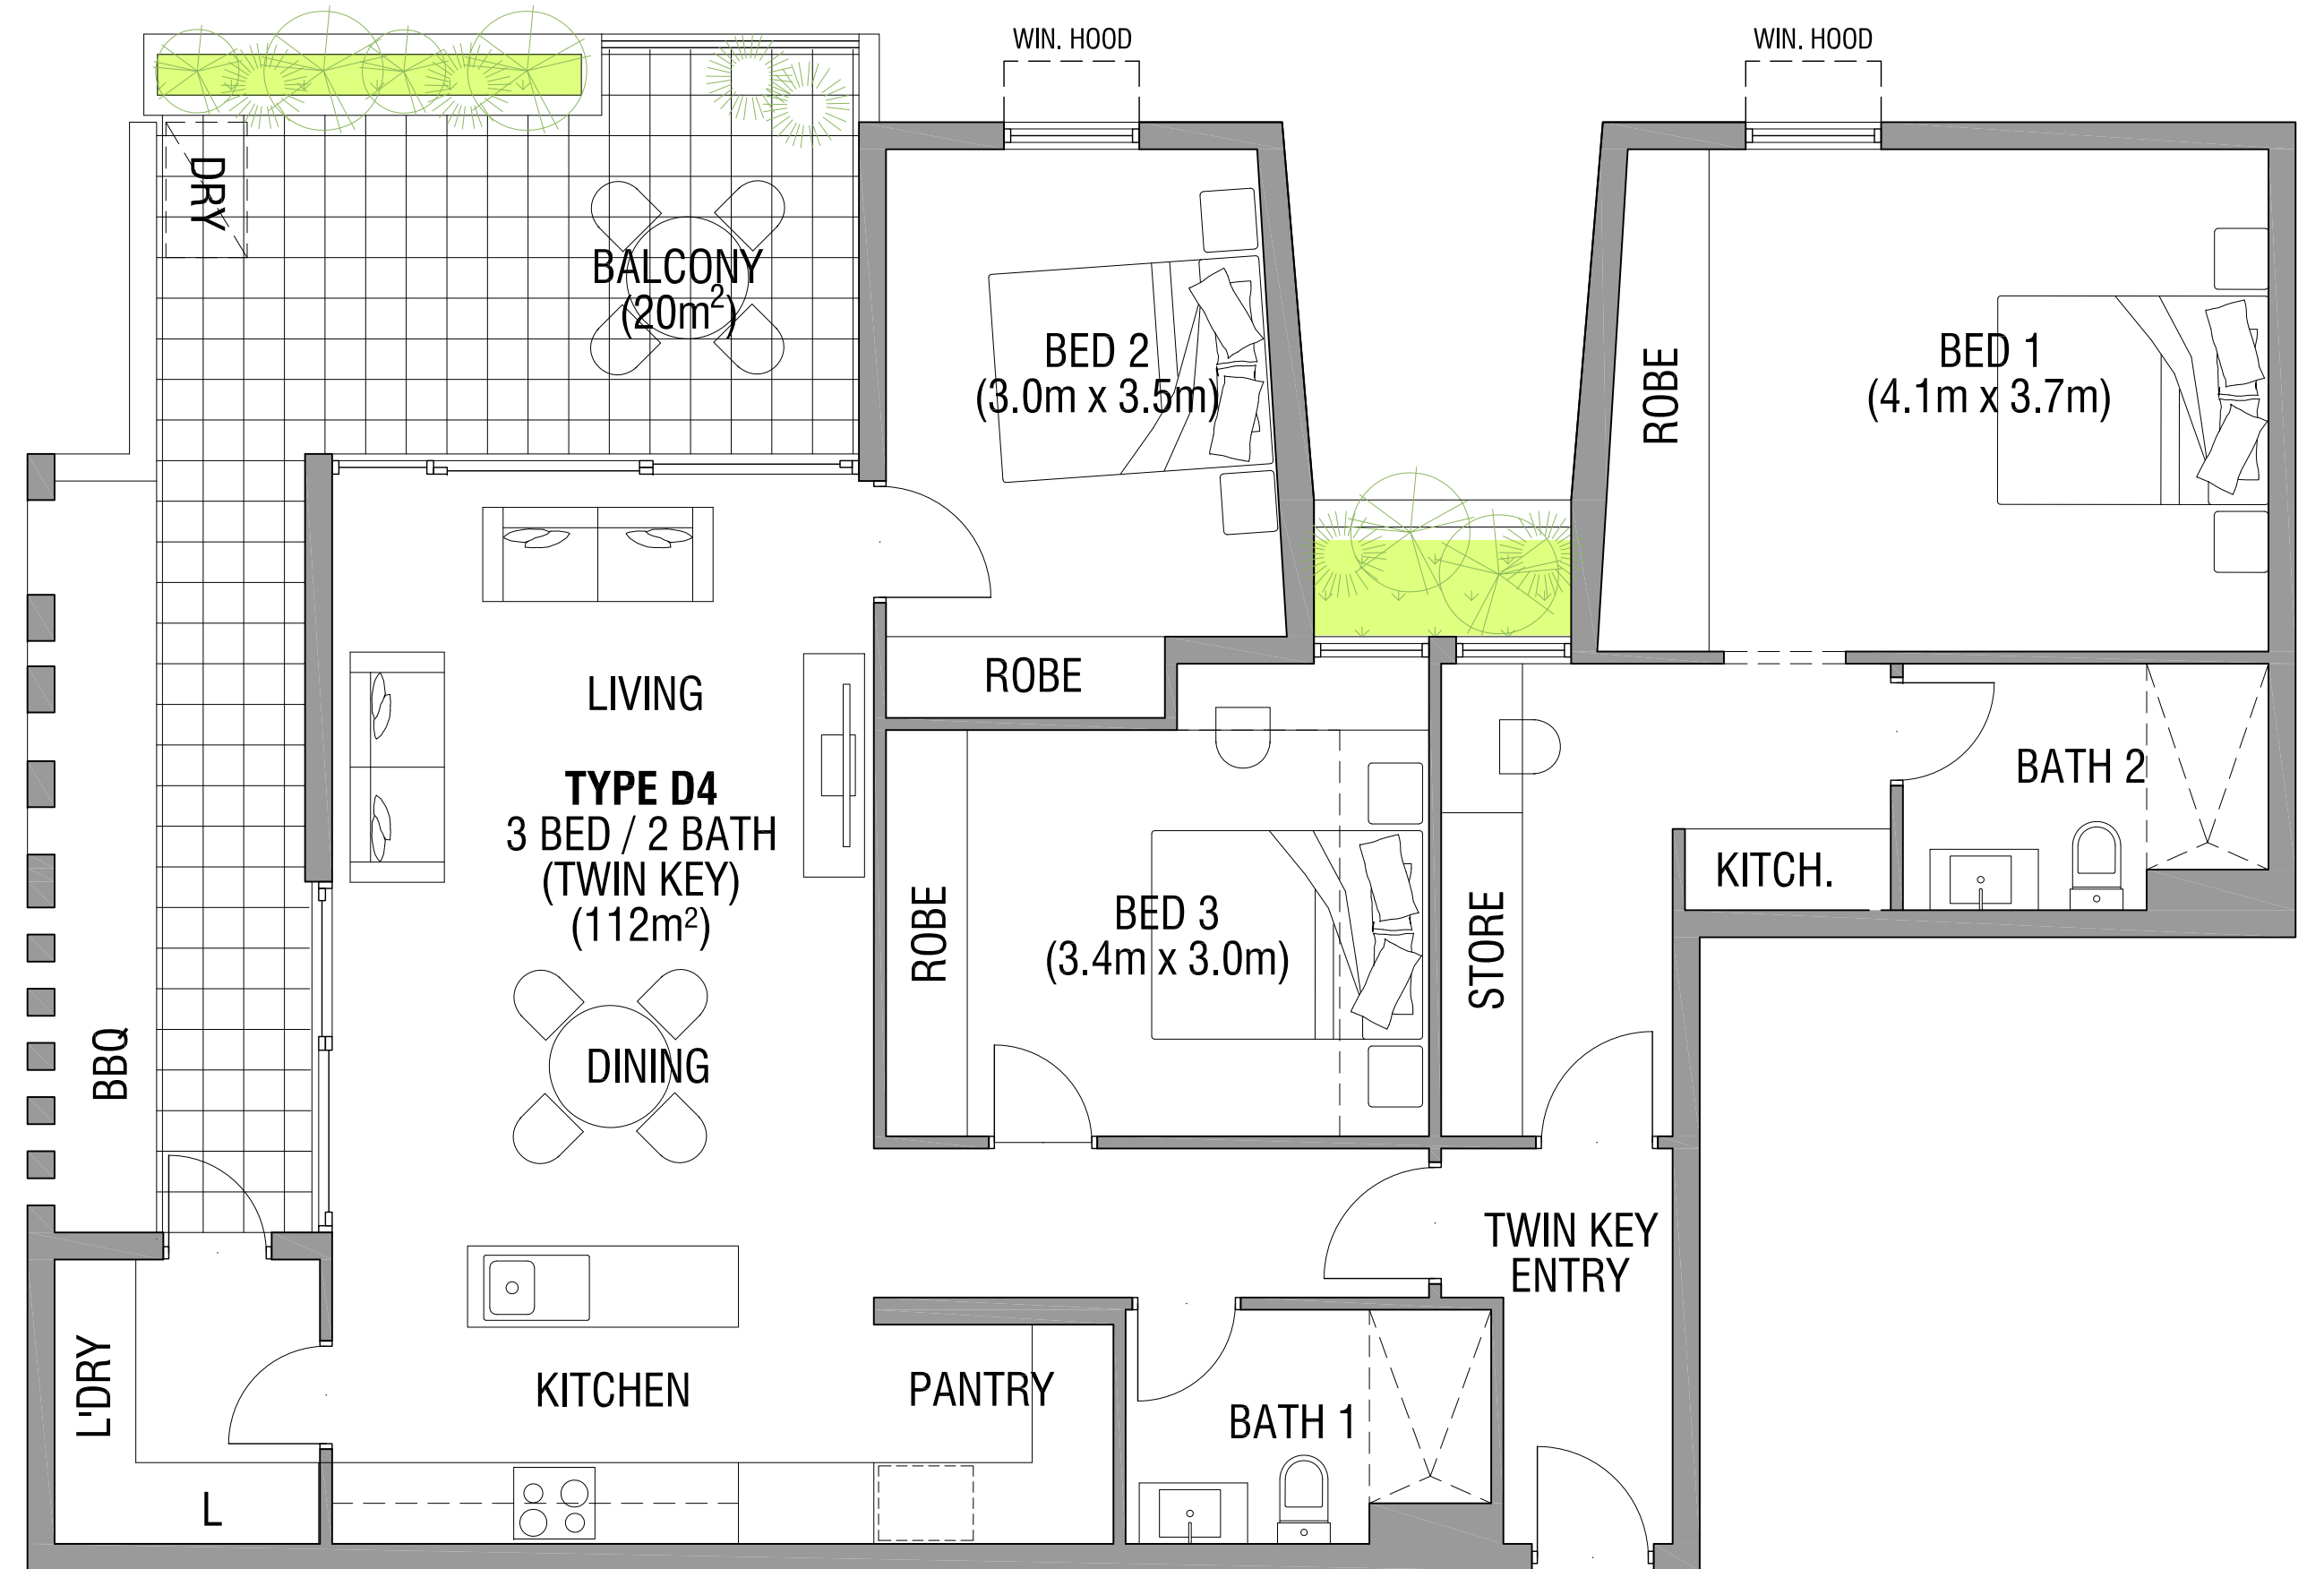 WIN. HOOD
WIN. HOOD
DRY
BALCONY
(20m²)
BED 2
(3.0m x 3.5m)
ROBE
BED 1
(4.1m x 3.7m)
ROBE
LIVING
TYPE D4
3 BED / 2 BATH
(TWIN KEY)
(112m²)
BATH 2
KITCH.
ROBE
BED 3
(3.4m x 3.0m)
STORE
BBQ
DINING
TWIN KEY
ENTRY
L'DRY
KITCHEN
PANTRY
BATH 1
L